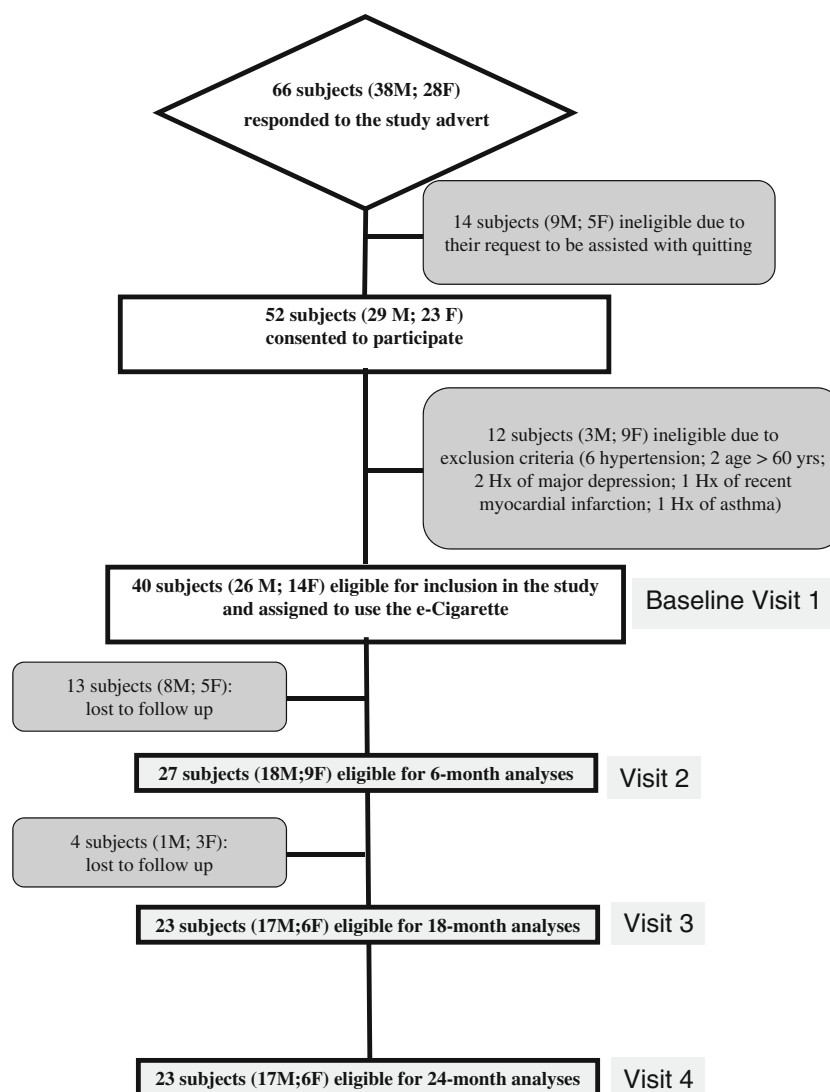 66 subjects (38M; 28F)
responded to the study advert
14 subjects (9M; 5F) ineligible due to
their request to be assisted with quitting
52 subjects (29 M; 23 F)
consented to participate
12 subjects (3M; 9F) ineligible due to
exclusion criteria (6 hypertension; 2 age > 60 yrs;
2 Hx of major depression; 1 Hx of recent
myocardial infarction; 1 Hx of asthma)
40 subjects (26 M; 14F) eligible for inclusion in the study
and assigned to use the e-Cigarette
Baseline Visit 1
13 subjects (8M; 5F):
lost to follow up
27 subjects (18M;9F) eligible for 6-month analyses
Visit 2
4 subjects (1M; 3F):
lost to follow up
23 subjects (17M;6F) eligible for 18-month analyses
Visit 3
23 subjects (17M;6F) eligible for 24-month analyses
Visit 4